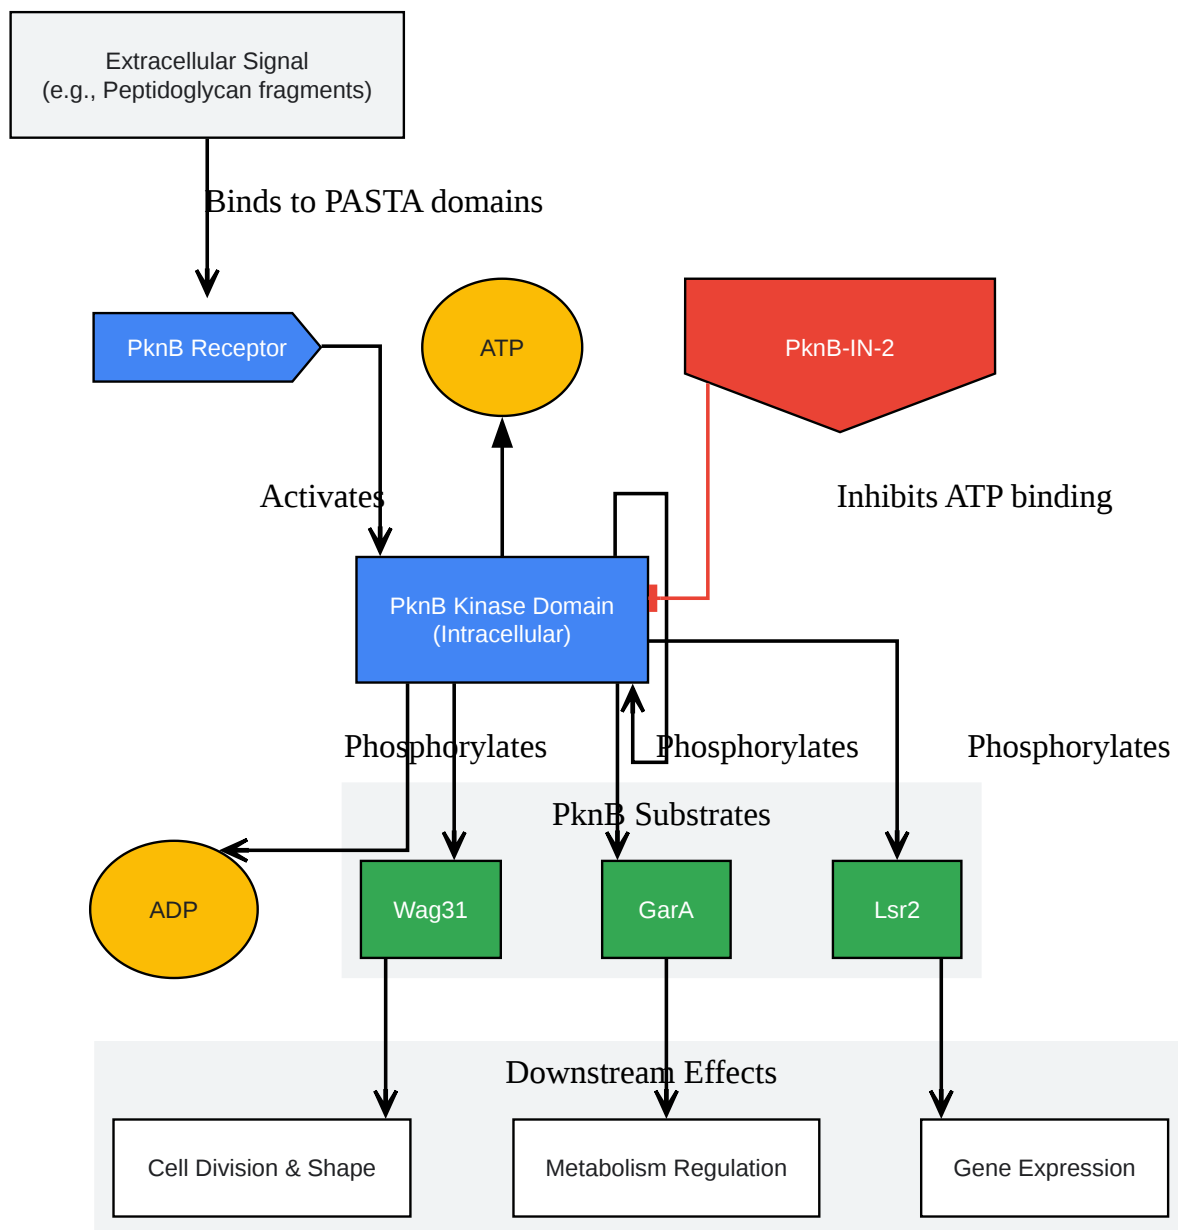 Extracellular Signal
(e.g., Peptidoglycan fragments)
Binds to PASTA domains
PknB Receptor
ATP
PknB-IN-2
Activates
Inhibits ATP binding
PknB Kinase Domain
(Intracellular)
Phosphorylates
Phosphorylates
Phosphorylates
PknB Substrates
ADP
Wag31
GarA
Lsr2
Downstream Effects
Cell Division & Shape
Metabolism Regulation
Gene Expression